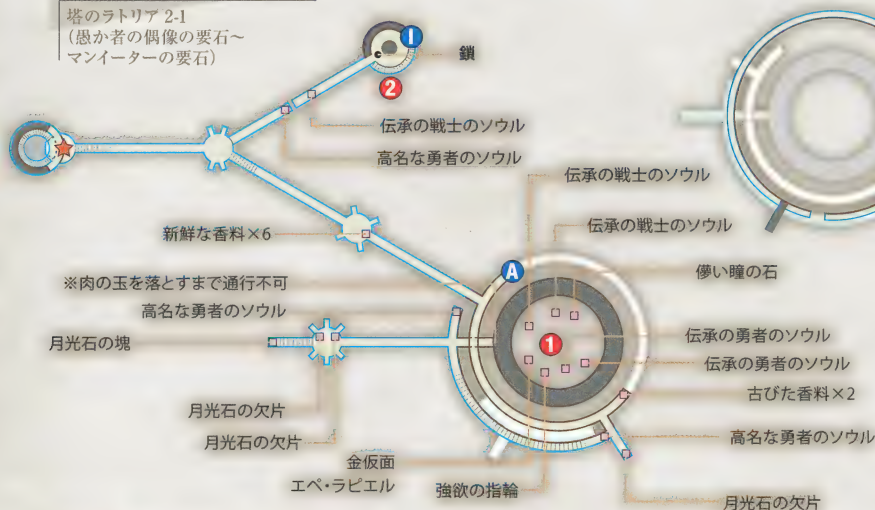 塔のラトリア 2-1
(愚か者の偶像の要石～
マンイーターの要石)
I
鎖
2
伝承の戦士のソウル
高名な勇者のソウル
伝承の戦士のソウル
伝承の戦士のソウル
新鮮な香料×6
A
儚い瞳の石
※肉の玉を落とすまで通行不可
高名な勇者のソウル
伝承の勇者のソウル
月光石の塊
1
伝承の勇者のソウル
古びた香料×2
月光石の欠片
高名な勇者のソウル
月光石の欠片
金仮面
エペ・ラピエル
強欲の指輪
月光石の欠片